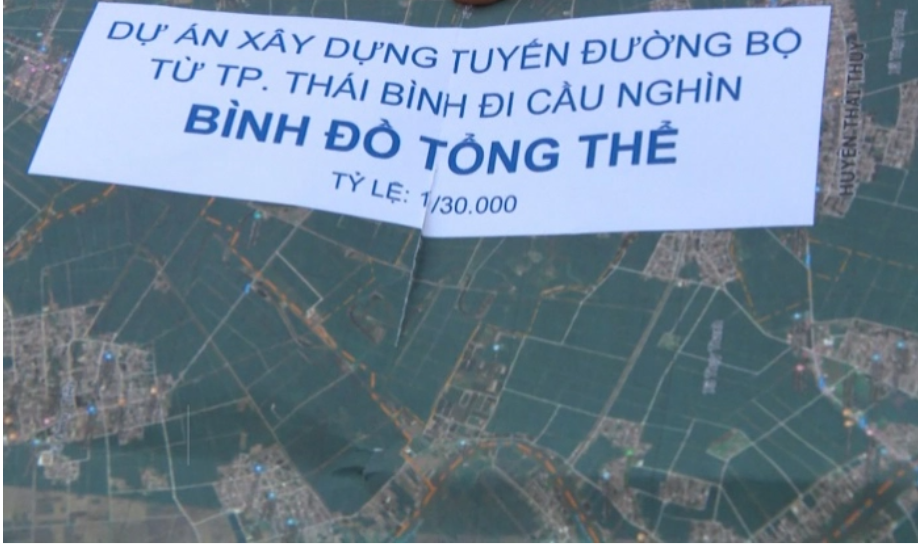 DỰ ÁN XÂY DỰNG TUYẾN ĐƯỜNG BỘ
TỪ TP. THÁI BÌNH ĐI CẦU NGHÌN
BÌNH ĐỒ TỔNG THỂ
TỶ LỆ: 1/30.000
HUYỆN THÁI THỤY